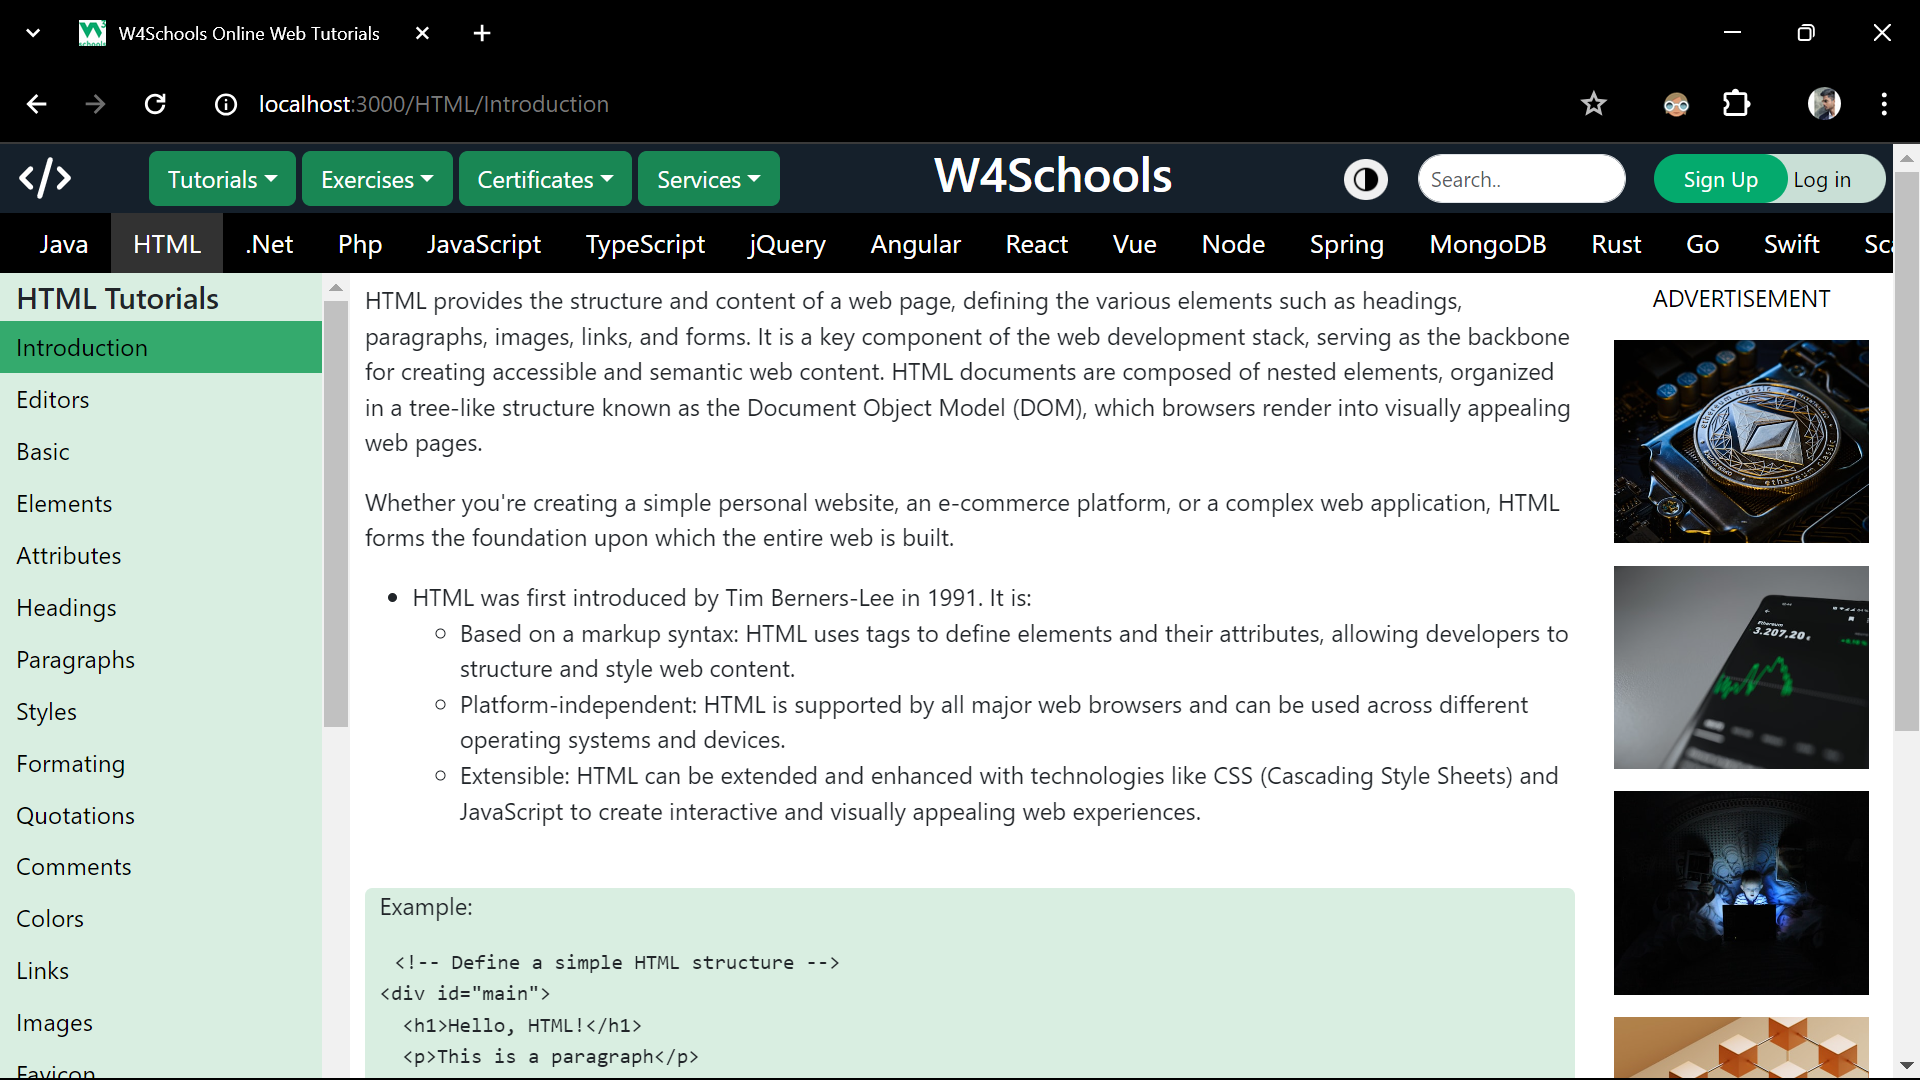 W4Schools Online Web Tutorials
localhost:3000/HTML/Introduction
</> Tutorials Exercises Certificates Services W4Schools Search.. Sign Up Log in
Java HTML .Net Php JavaScript TypeScript jQuery Angular React Vue Node Spring MongoDB Rust Go Swift Sca
HTML Tutorials
Introduction
Editors
Basic
Elements
Attributes
Headings
Paragraphs
Styles
Formating
Quotations
Comments
Colors
Links
Images
Favicon
HTML provides the structure and content of a web page, defining the various elements such as headings,
paragraphs, images, links, and forms. It is a key component of the web development stack, serving as the backbone
for creating accessible and semantic web content. HTML documents are composed of nested elements, organized
in a tree-like structure known as the Document Object Model (DOM), which browsers render into visually appealing
web pages.
Whether you're creating a simple personal website, an e-commerce platform, or a complex web application, HTML
forms the foundation upon which the entire web is built.
• HTML was first introduced by Tim Berners-Lee in 1991. It is:
○ Based on a markup syntax: HTML uses tags to define elements and their attributes, allowing developers to
structure and style web content.
○ Platform-independent: HTML is supported by all major web browsers and can be used across different
operating systems and devices.
○ Extensible: HTML can be extended and enhanced with technologies like CSS (Cascading Style Sheets) and
JavaScript to create interactive and visually appealing web experiences.
Example:
<!-- Define a simple HTML structure -->
<div id="main">
<h1>Hello, HTML!</h1>
<p>This is a paragraph</p>
ADVERTISEMENT
ethereum classic
Ethereum
3.207,20€